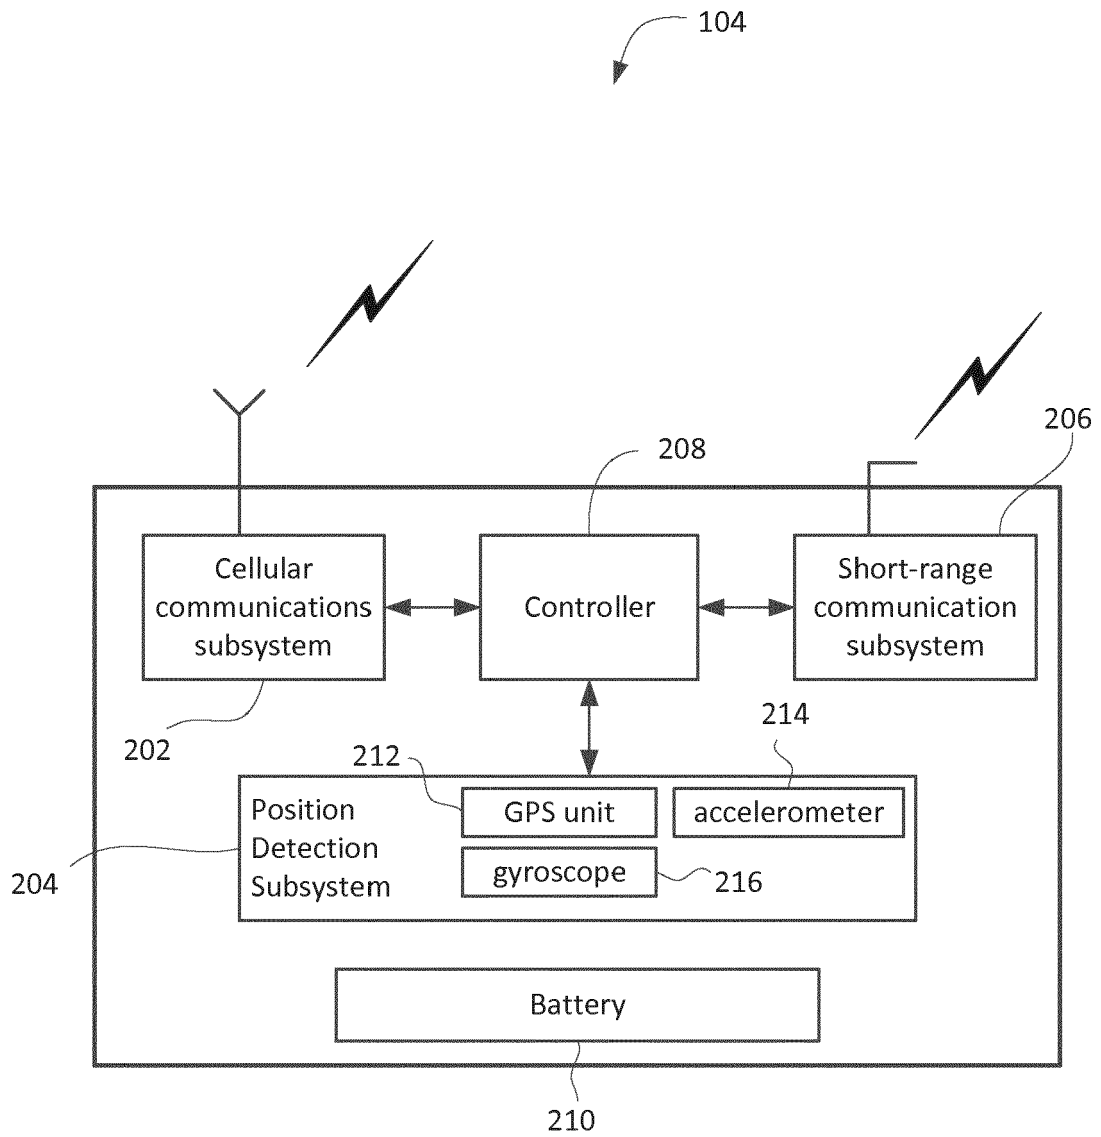 104
206
208
Cellular
communications
subsystem
Controller
Short-range
communication
subsystem
202
214
212
Position
Detection
Subsystem
GPS unit
accelerometer
gyroscope
204
216
Battery
210